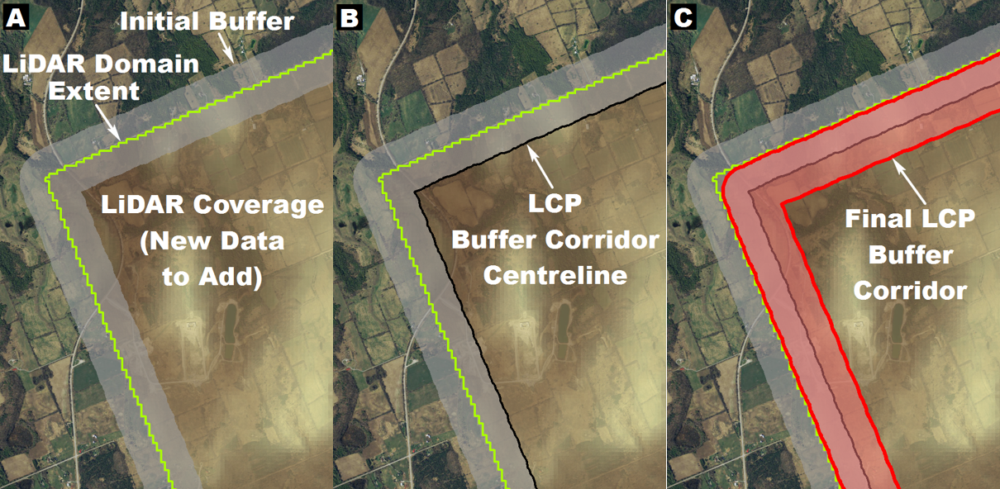 A
Initial Buffer
LiDAR Domain
Extent
LiDAR Coverage
(New Data
to Add)
B
LCP
Buffer Corridor
Centreline
C
Final LCP
Buffer
Corridor